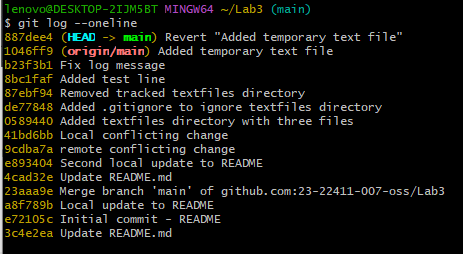 lenovo@DESKTOP-2IJM5BT MINGW64 ~/Lab3 (main)
$ git log --oneline
887dee4 (HEAD -> main) Revert "Added temporary text file"
1046ff9 (origin/main) Added temporary text file
b23f3b1 Fix log message
8bc1faf Added test line
87ebf94 Removed tracked textfiles directory
de77848 Added .gitignore to ignore textfiles directory
0589440 Added textfiles directory with three files
41bd6bb Local conflicting change
9cdba7a remote conflicting change
e893404 Second local update to README
4cad32e Update README.md
23aaa9e Merge branch 'main' of github.com:23-22411-007-oss/Lab3
a8f789b Local update to README
e72105c Initial commit - README
3c4e2ea Update README.md